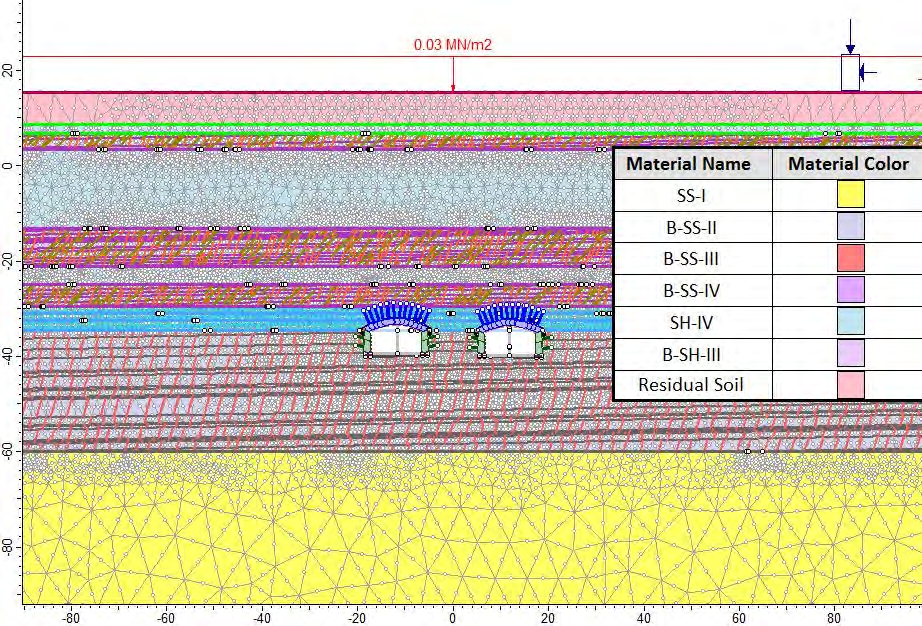 0.03 MN/m2
20
0
-20
-40
-60
-80
Material Name Material Color
SS-I
B-SS-II
B-SS-III
B-SS-IV
SH-IV
B-SH-III
Residual Soil
-80 -60 -40 -20 0 20 40 60 80